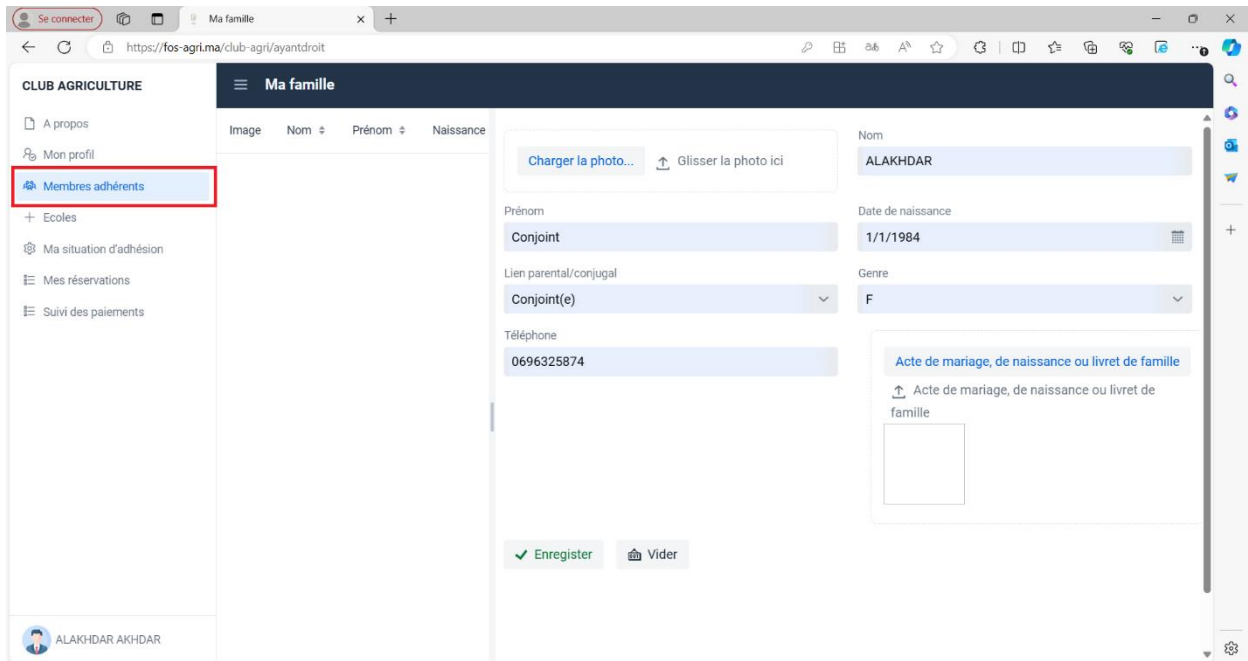 Se connecter
Ma famille
https://fos-agri.ma/club-agri/ayantdroit
CLUB AGRICULTURE
Ma famille
A propos
Mon profil
Membres adhérents
Ecoles
Ma situation d'adhésion
Mes réservations
Suivi des paiements
ALAKHDAR AKHDAR
Image Nom Prénom Naissance
Charger la photo... Glisser la photo ici
Nom
ALAKHDAR
Prénom
Conjoint
Date de naissance
1/1/1984
Lien parental/conjugal
Conjoint(e)
Genre
F
Téléphone
0696325874
Acte de mariage, de naissance ou livret de famille
Acte de mariage, de naissance ou livret de
famille
Enregister Vider